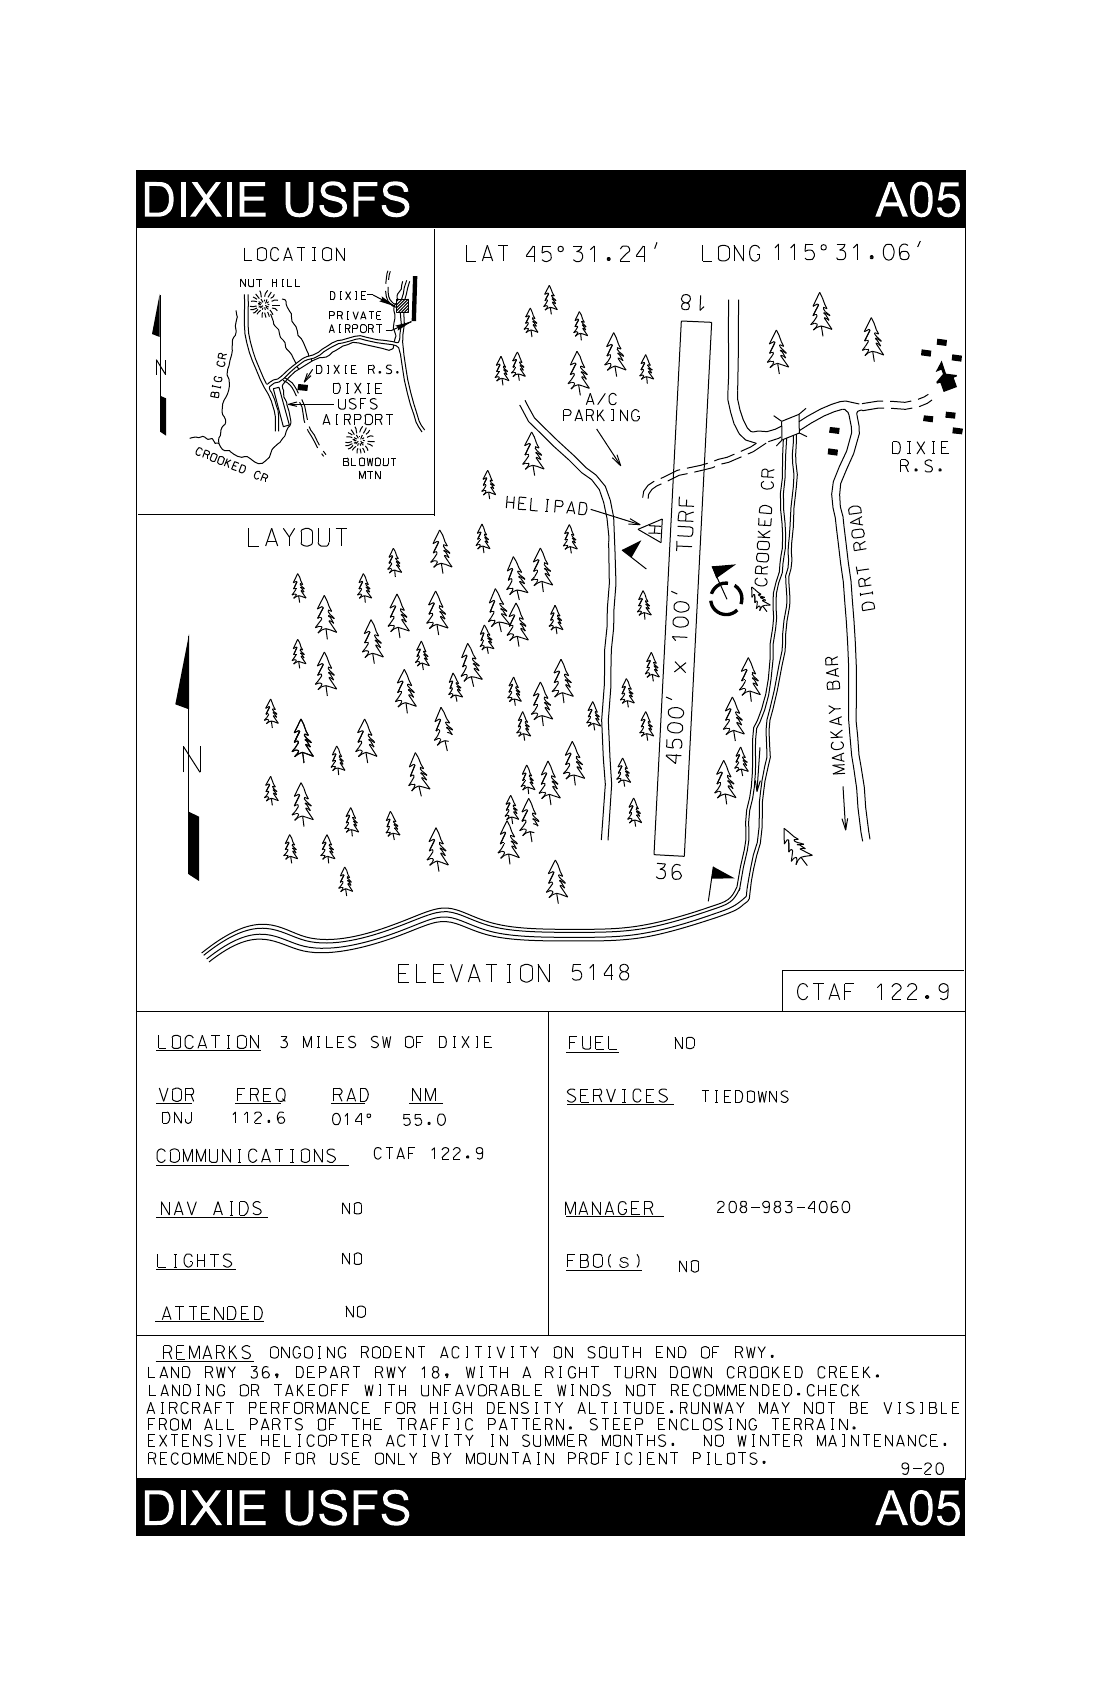 DIXIE USFS A05
LOCATION
NUT HILL
DIXIE
PRIVATE
AIRPORT
N
BIG CR
DIXIE R.S.
DIXIE
USFS
AIRPORT
CROOKED CR
BLOWOUT
MTN
LAT 45°31.24′ LONG 115°31.06′
18
A/C
PARKING
DIXIE
R.S.
HELIPAD
H
LAYOUT
4500′ x 100′ TURF
CROOKED CR
DIRT ROAD
MACKAY BAR
N
36
ELEVATION 5148
CTAF 122.9
LOCATION 3 MILES SW OF DIXIE
VOR FREQ RAD NM
DNJ 112.6 014° 55.0
COMMUNICATIONS CTAF 122.9
NAV AIDS NO
LIGHTS NO
ATTENDED NO
FUEL NO
SERVICES TIEDOWNS
MANAGER 208-983-4060
FBO(s) NO
REMARKS ONGOING RODENT ACITIVITY ON SOUTH END OF RWY.
LAND RWY 36, DEPART RWY 18, WITH A RIGHT TURN DOWN CROOKED CREEK.
LANDING OR TAKEOFF WITH UNFAVORABLE WINDS NOT RECOMMENDED.CHECK
AIRCRAFT PERFORMANCE FOR HIGH DENSITY ALTITUDE.RUNWAY MAY NOT BE VISIBLE
FROM ALL PARTS OF THE TRAFFIC PATTERN. STEEP ENCLOSING TERRAIN.
EXTENSIVE HELICOPTER ACTIVITY IN SUMMER MONTHS. NO WINTER MAINTENANCE.
RECOMMENDED FOR USE ONLY BY MOUNTAIN PROFICIENT PILOTS.
9-20
DIXIE USFS A05